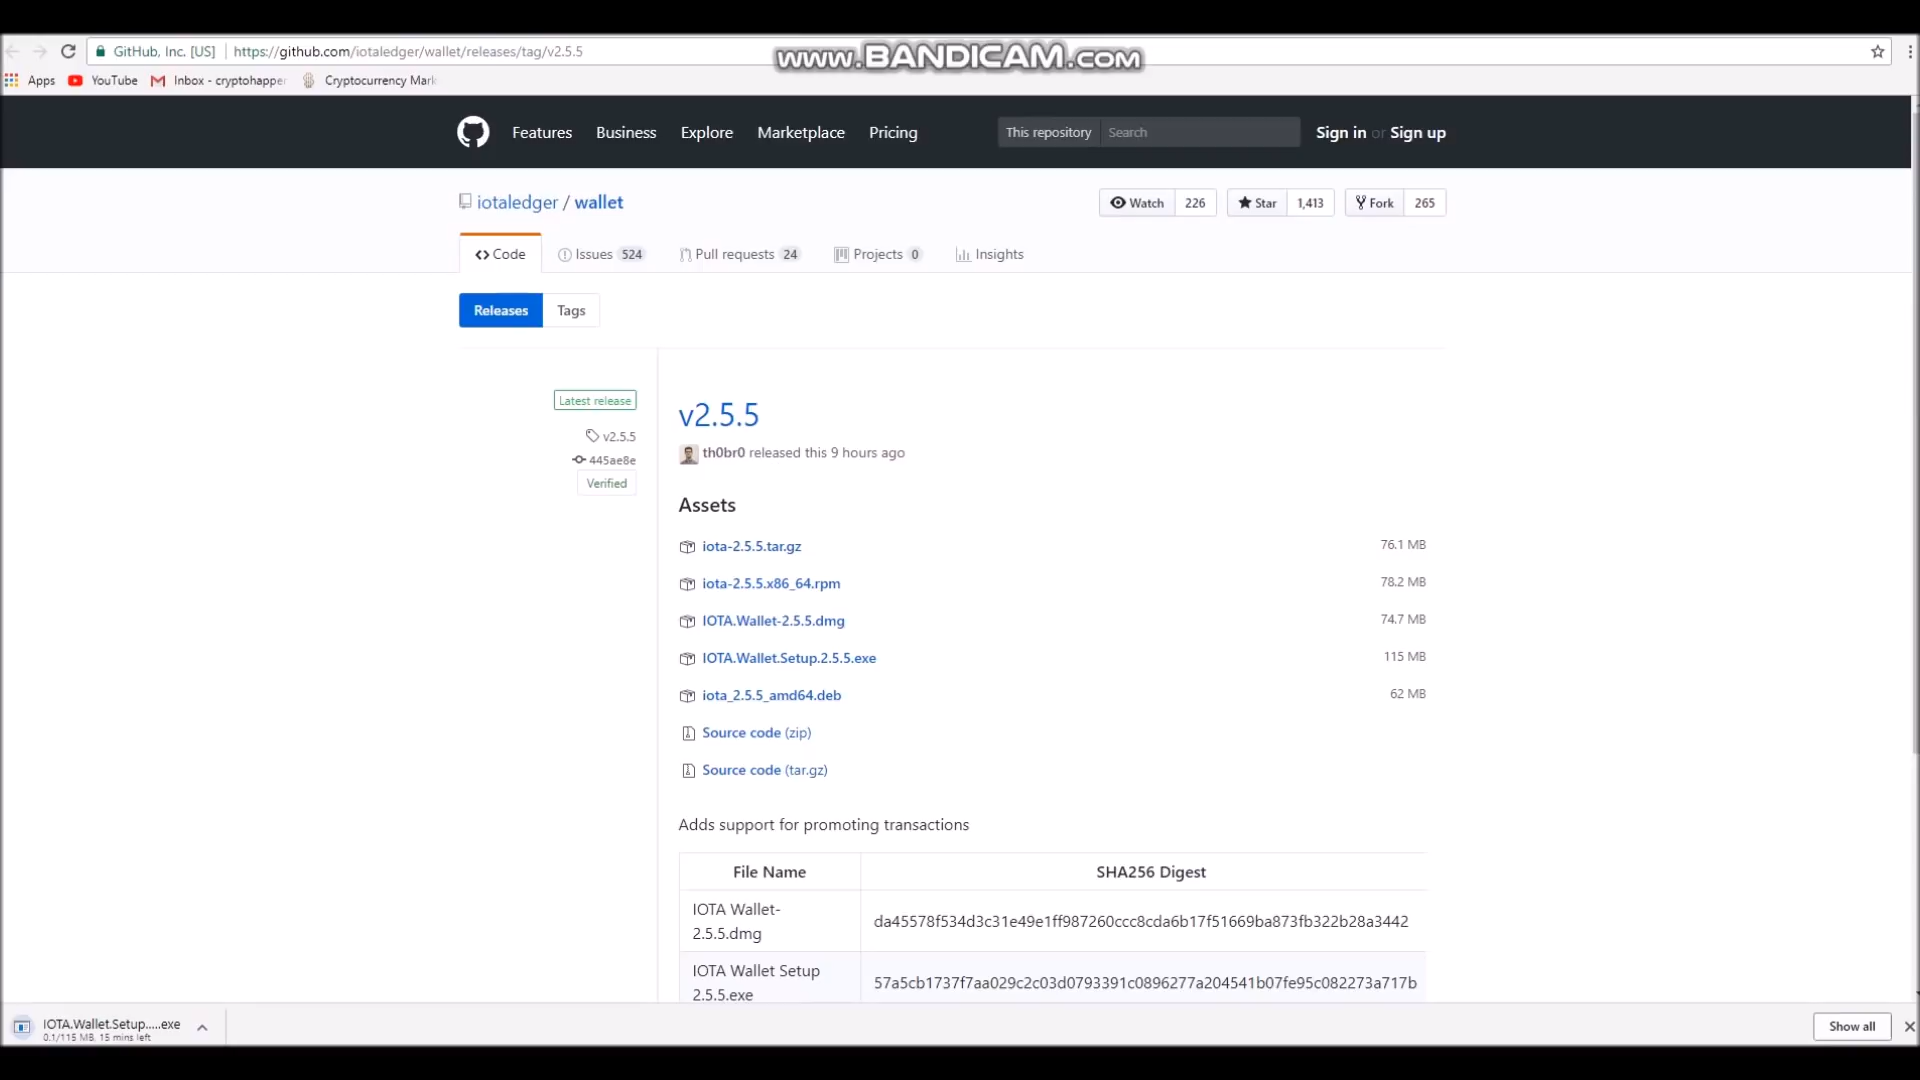 GitHub, Inc. [US] https://github.com/iotaledger/wallet/releases/tag/v2.5.5
www.BANDICAM.com
Apps YouTube Inbox - cryptohapper Cryptocurrency Mark
Features Business Explore Marketplace Pricing This repository Search Sign in or Sign up
iotaledger / wallet Watch 226 Star 1,413 Fork 265
Code Issues 524 Pull requests 24 Projects 0 Insights
Releases Tags
Latest release
v2.5.5
445ae8e
Verified
v2.5.5
th0br0 released this 9 hours ago
Assets
iota-2.5.5.tar.gz 76.1 MB
iota-2.5.5.x86_64.rpm 78.2 MB
IOTA.Wallet-2.5.5.dmg 74.7 MB
IOTA.Wallet.Setup.2.5.5.exe 115 MB
iota_2.5.5_amd64.deb 62 MB
Source code (zip)
Source code (tar.gz)
Adds support for promoting transactions
File Name SHA256 Digest
IOTA Wallet-
2.5.5.dmg
da45578f534d3c31e49e1ff987260ccc8cda6b17f51669ba873fb322b28a3442
IOTA Wallet Setup
2.5.5.exe
57a5cb1737f7aa029c2c03d0793391c0896277a204541b07fe95c082273a717b
IOTA.Wallet.Setup.....exe
0.1/115 MB, 15 mins left
Show all